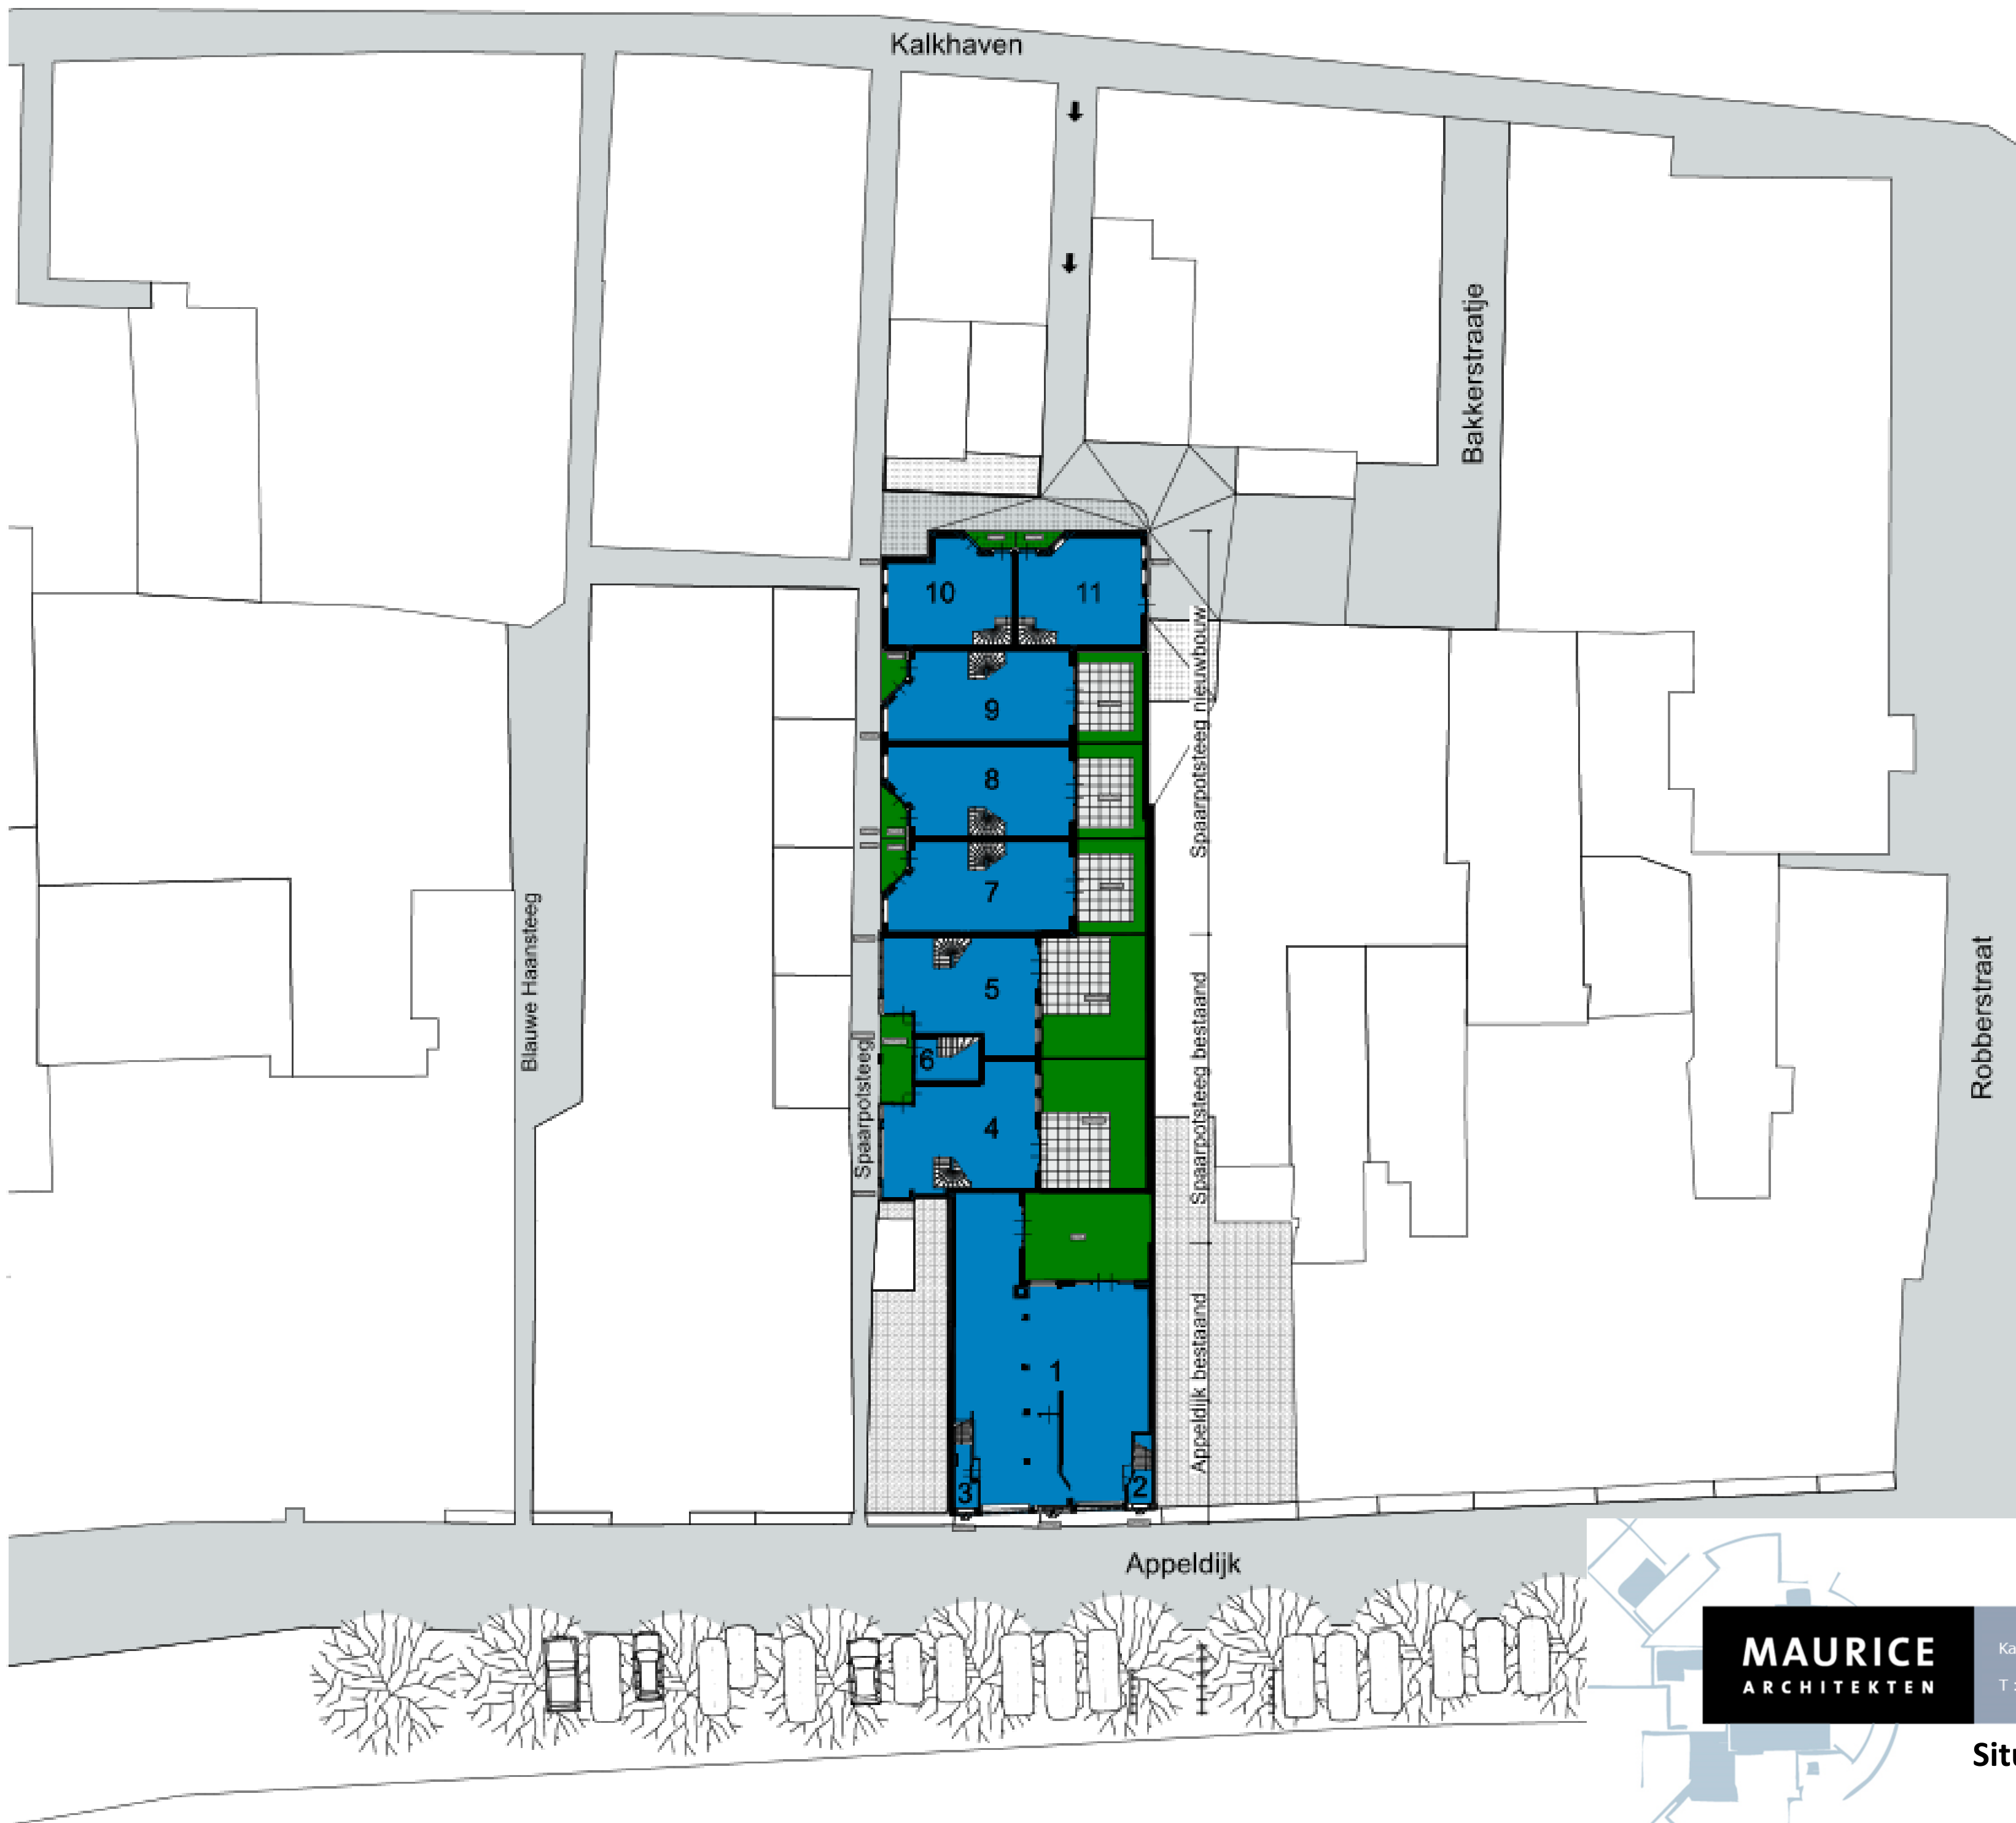 Kalkhaven
Bakkerstraatje
10
11
9
8
7
5
6
4
1
3
2
Spaarpotsteeg nieuwbouw
Spaarpotsteeg bestaand
Appeldijk bestaand
Blauwe Haansteeg
Spaarpotsteeg
Robberstraat
Appeldijk
MAURICE
ARCHITEKTEN